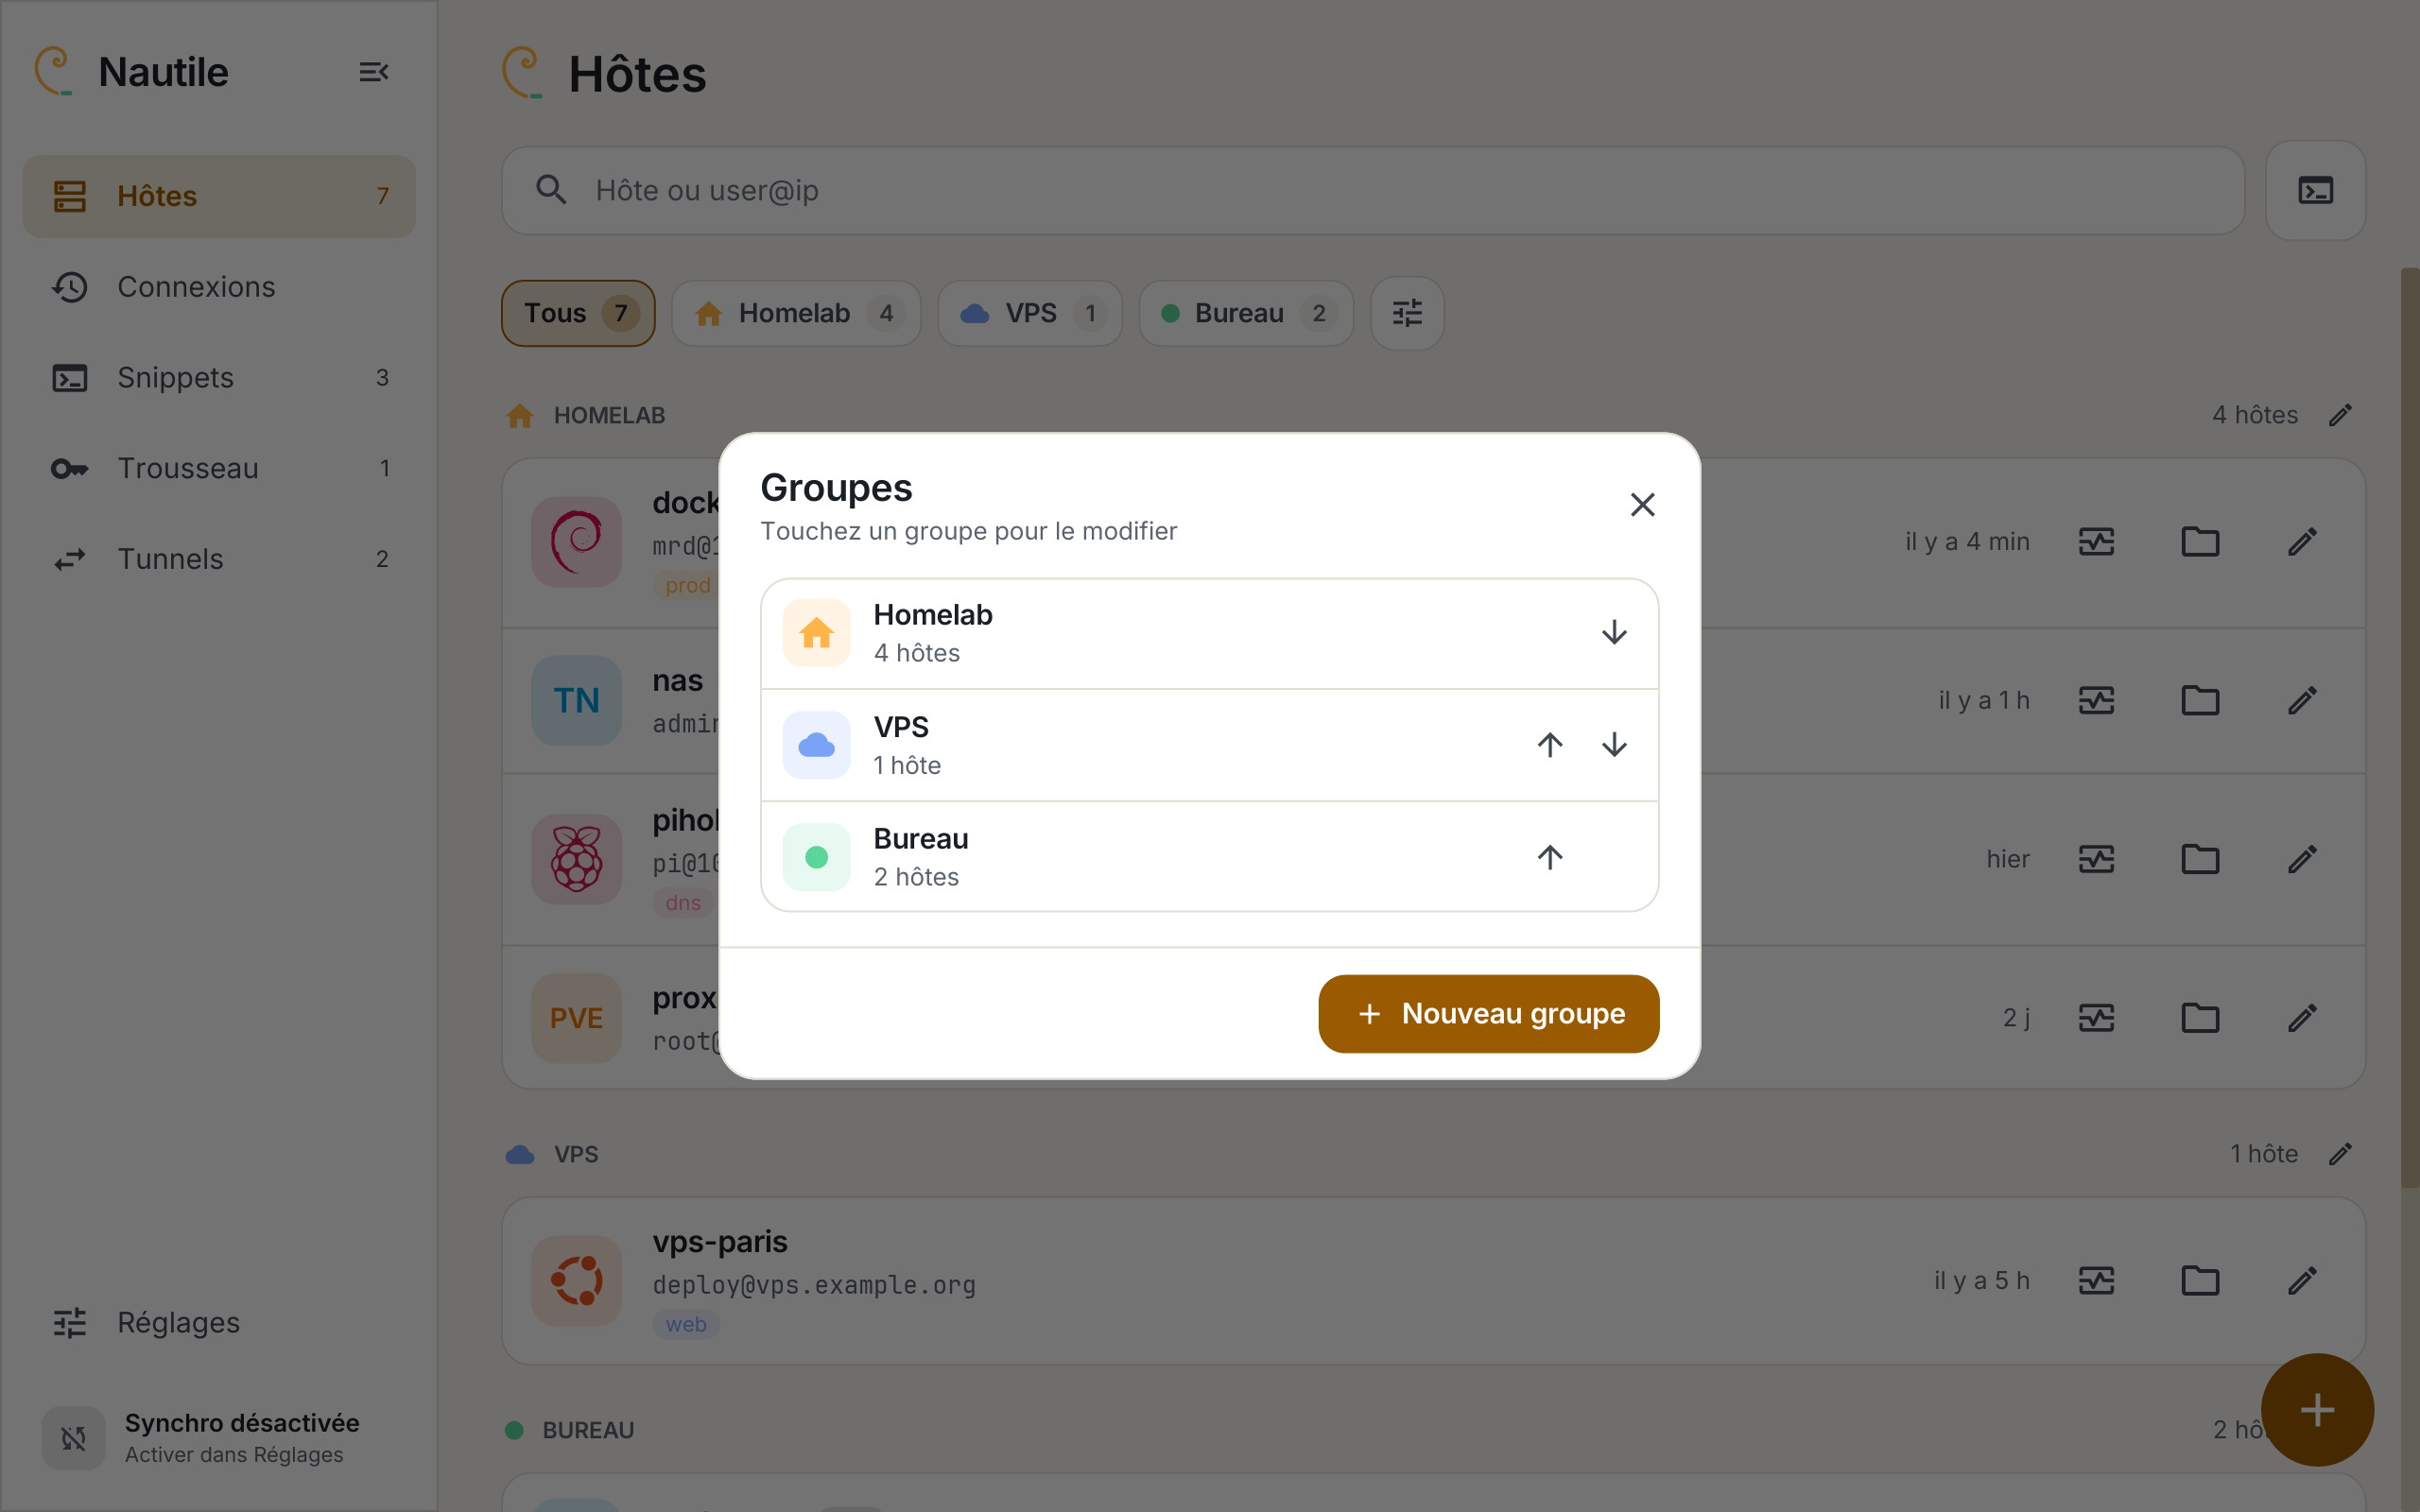 Nautile
Hôtes 7
Connexions
Snippets 3
Trousseau 1
Tunnels 2
Réglages
Synchro désactivée
Activer dans Réglages
Hôtes
Hôte ou user@ip
Tous 7 Homelab 4 VPS 1 Bureau 2
HOMELAB 4 hôtes
il y a 4 min
prod
TN nas il y a 1 h
hier
dns
PVE 2 j
Groupes
Touchez un groupe pour le modifier
Homelab
4 hôtes
VPS
1 hôte
Bureau
2 hôtes
+ Nouveau groupe
VPS 1 hôte
vps-paris
deploy@vps.example.org il y a 5 h
web
BUREAU 2